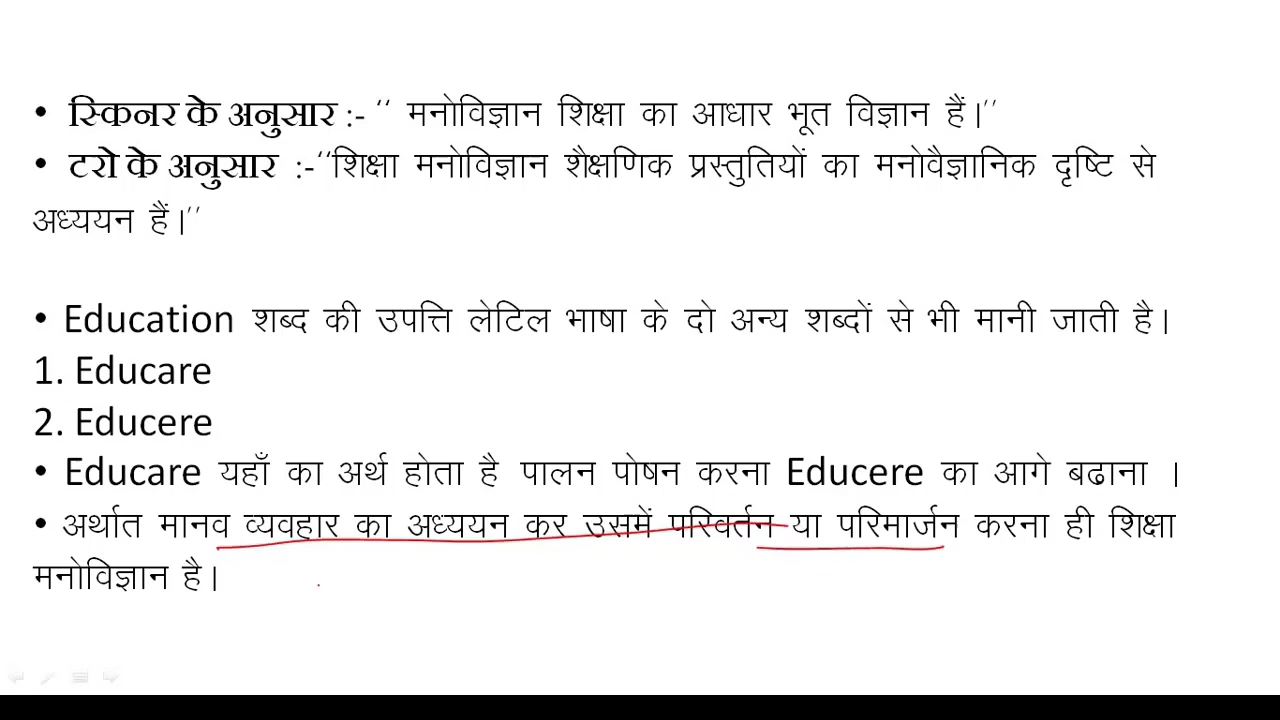 • स्किनर के अनुसार :- ‘‘ मनोविज्ञान शिक्षा का आधार भूत विज्ञान हैं।’’
• टरो के अनुसार :-‘‘शिक्षा मनोविज्ञान शैक्षणिक प्रस्तुतियों का मनोवैज्ञानिक दृष्टि से
अध्ययन हैं।’’
• Education शब्द की उपत्ति लेटिल भाषा के दो अन्य शब्दों से भी मानी जाती है।
1. Educare
2. Educere
• Educare यहाँ का अर्थ होता है पालन पोषन करना Educere का आगे बढाना ।
• अर्थात मानव व्यवहार का अध्ययन कर उसमें परिवर्तन या परिमार्जन करना ही शिक्षा
मनोविज्ञान है।